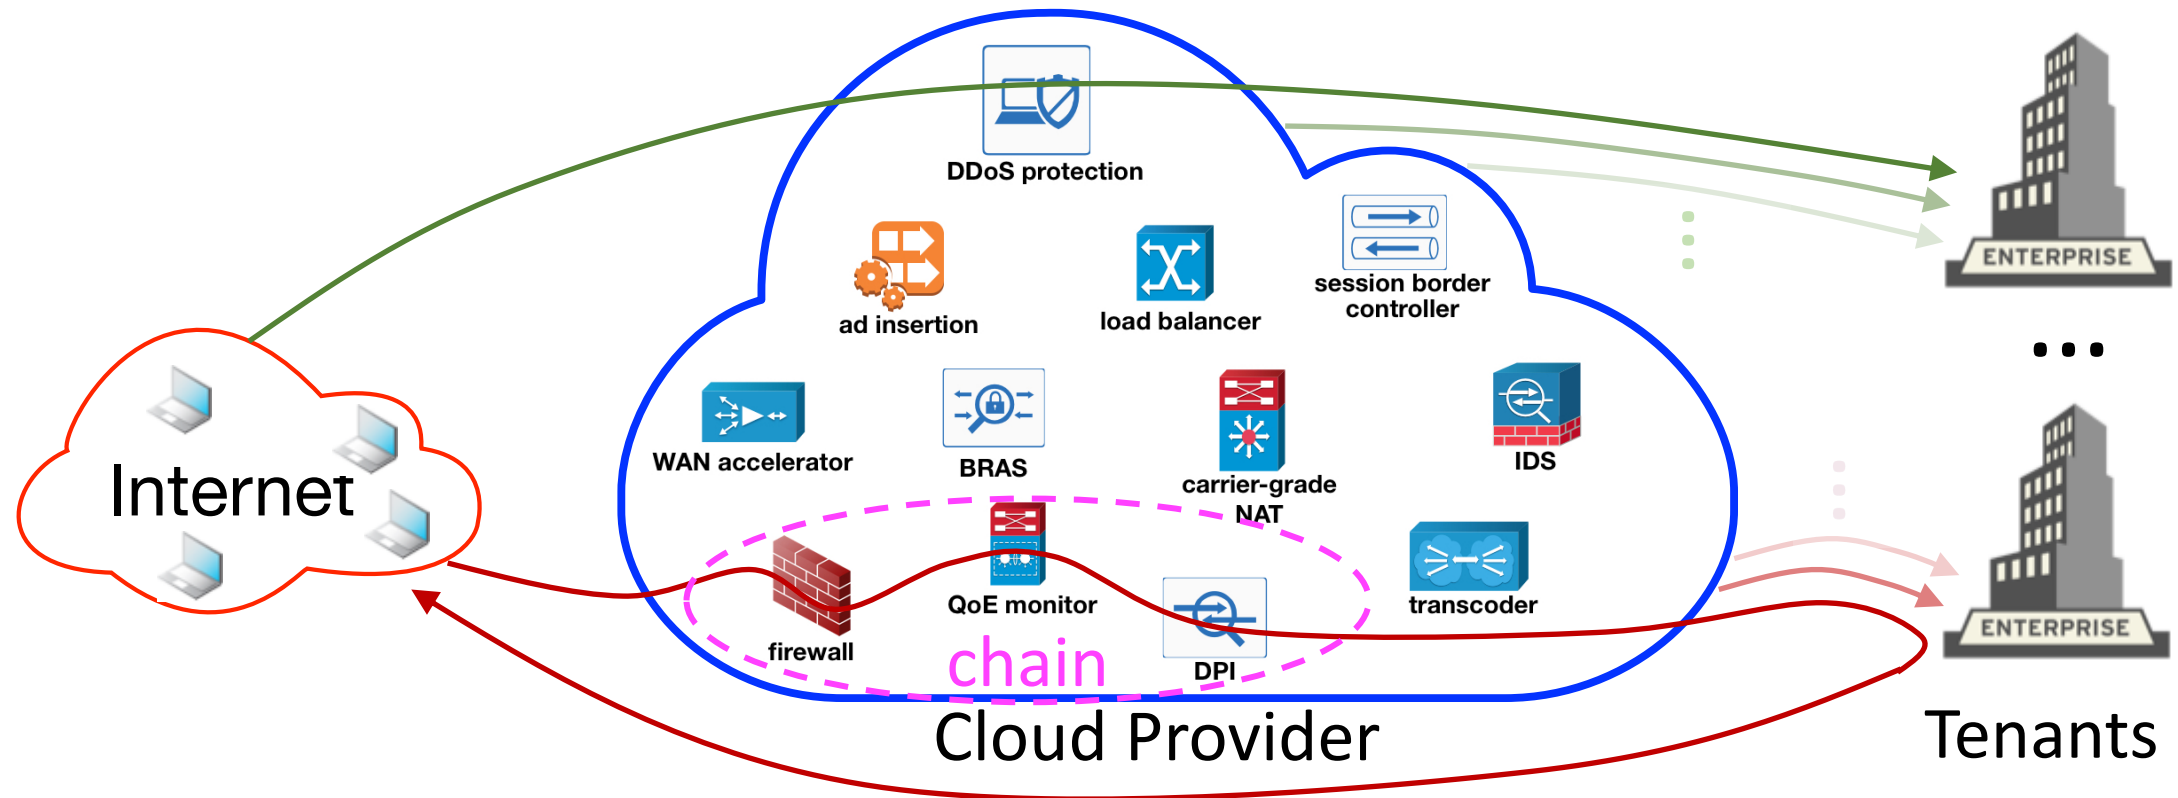 DDoS protection
ad insertion
load balancer
session border
controller
ENTERPRISE
...
WAN accelerator
BRAS
carrier-grade
NAT
IDS
Internet
firewall
QoE monitor
DPI
transcoder
chain
ENTERPRISE
Cloud Provider
Tenants